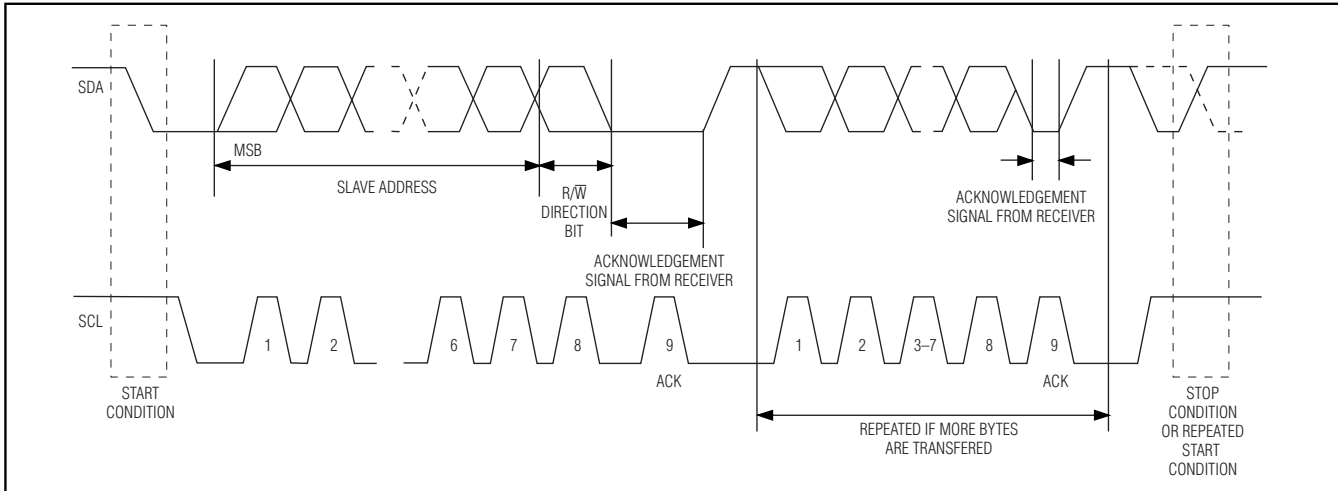 SDA
MSB
SLAVE ADDRESS
R/W̅
DIRECTION
BIT
ACKNOWLEDGEMENT
SIGNAL FROM RECEIVER
ACKNOWLEDGEMENT
SIGNAL FROM RECEIVER
SCL
1
2
6
7
8
9
1
2
3–7
8
9
ACK
ACK
START
CONDITION
REPEATED IF MORE BYTES
ARE TRANSFERED
STOP
CONDITION
OR REPEATED
START
CONDITION